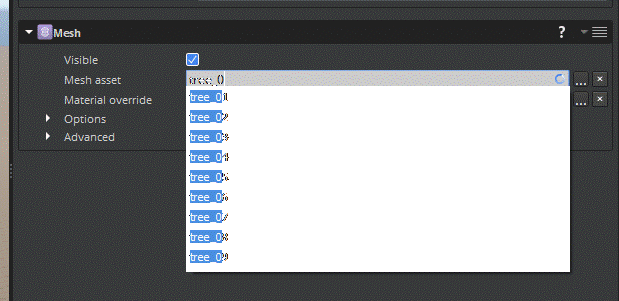 Mesh
?
Visible
Mesh asset
tree_0
...
×
Material override
...
×
Options
Advanced
tree_01
tree_02
tree_03
tree_04
tree_05
tree_06
tree_07
tree_08
tree_09